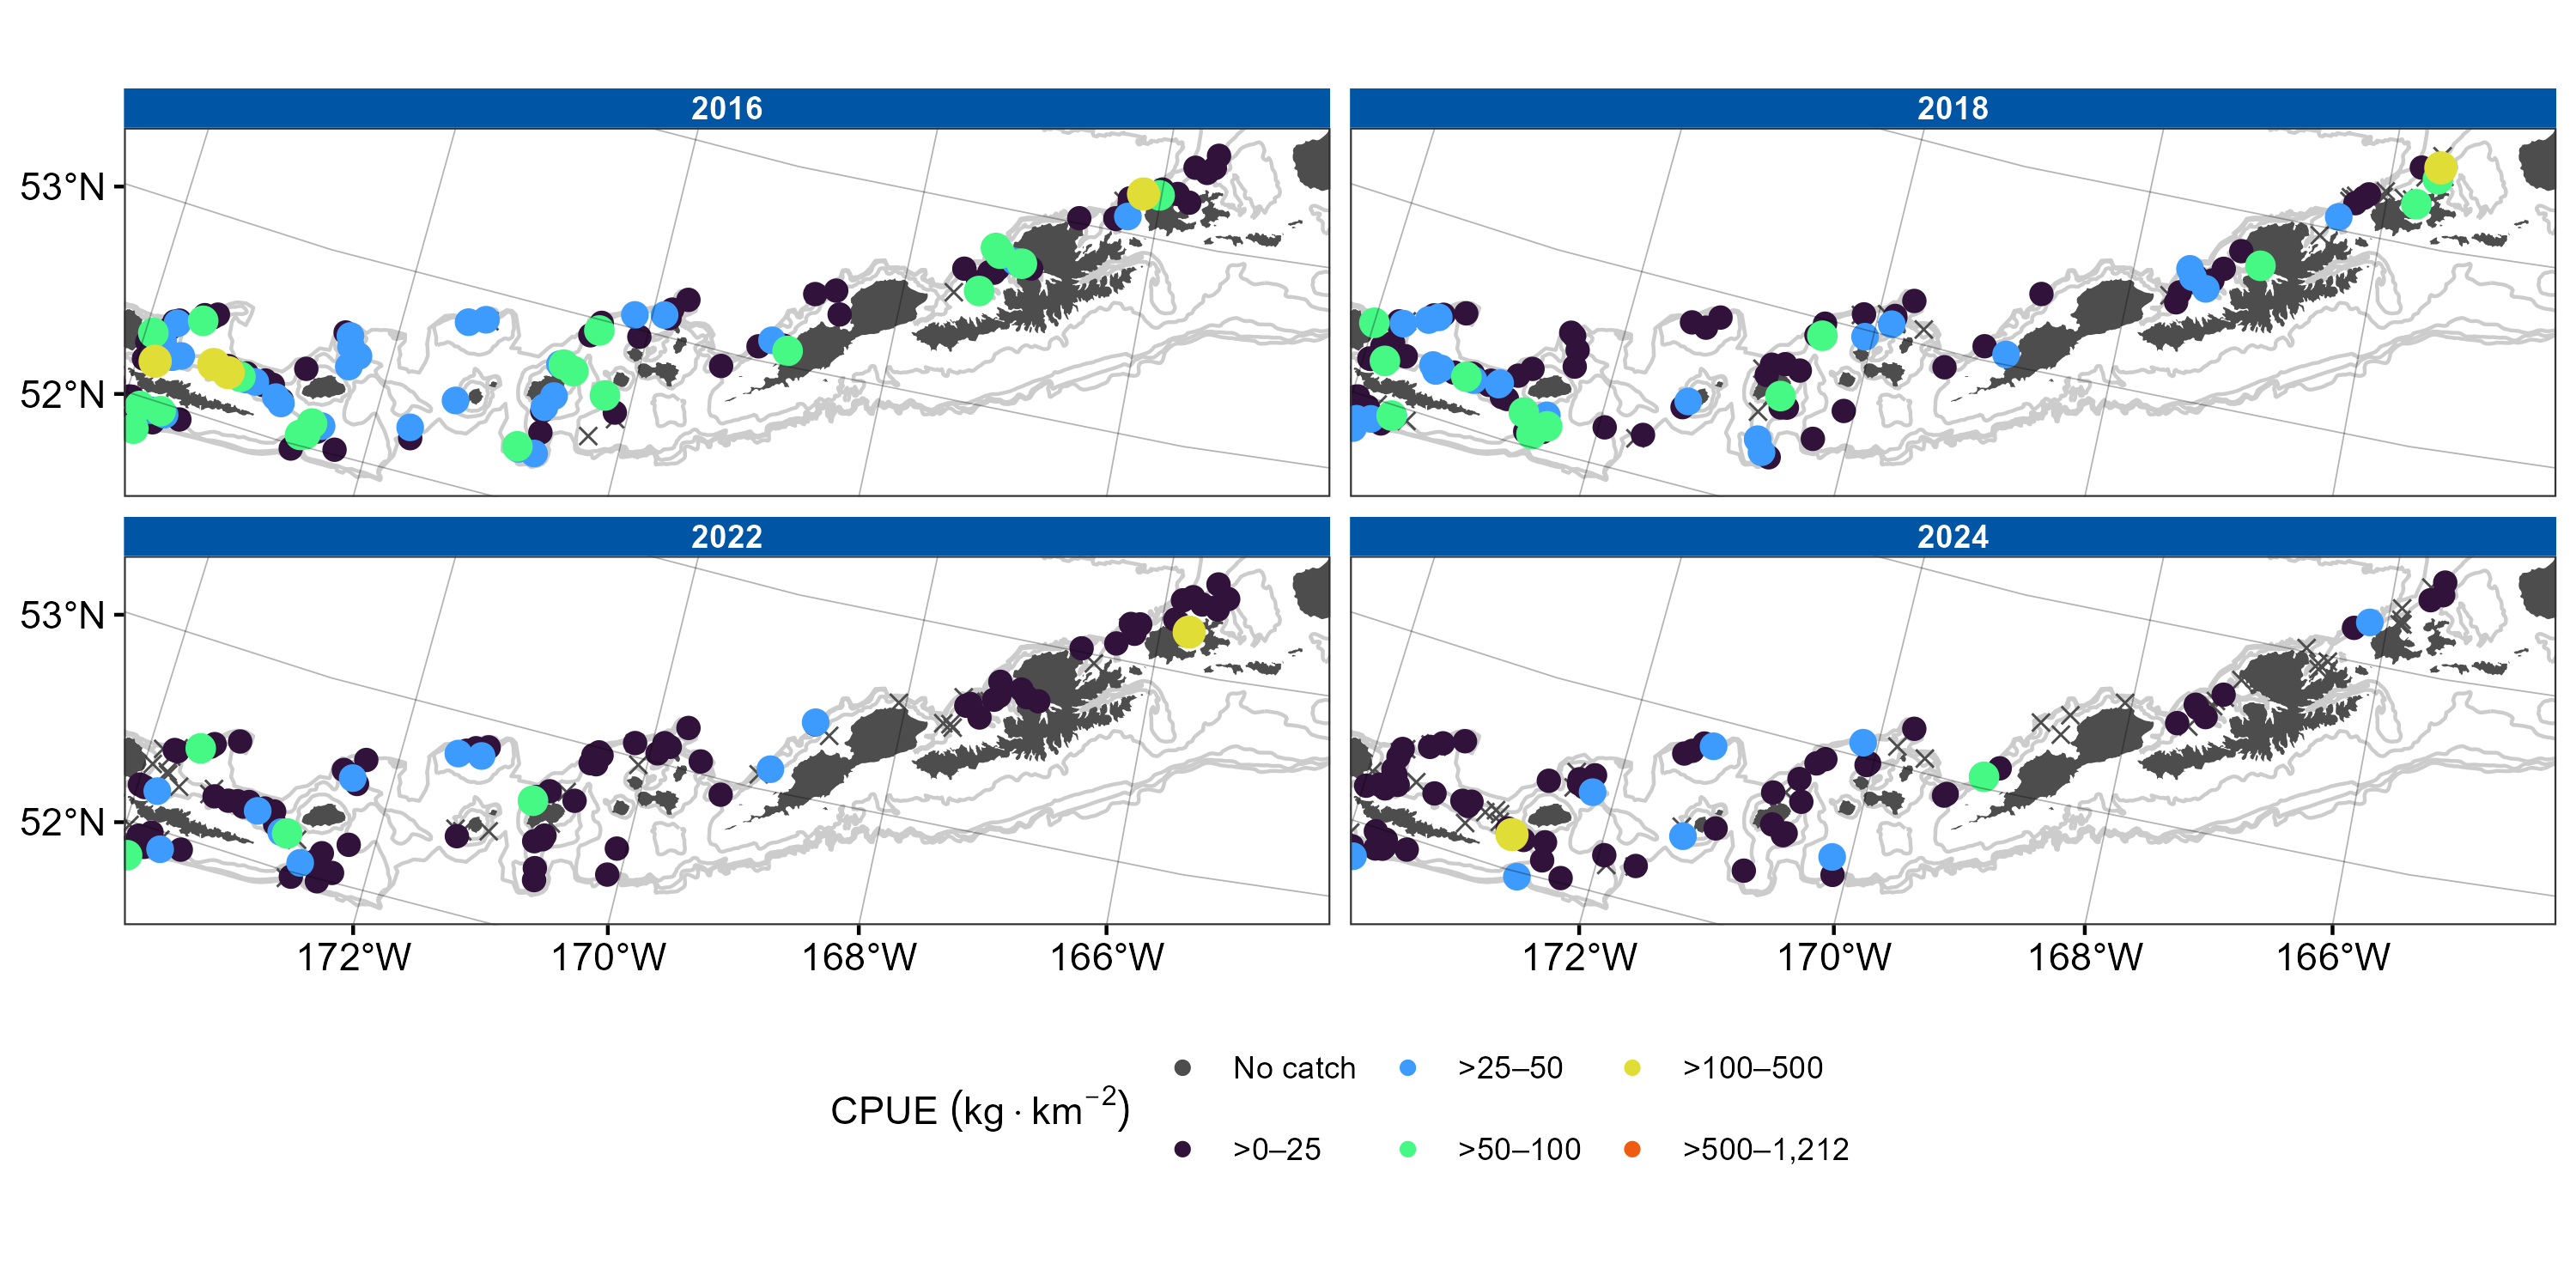 2016
2018
53°N
52°N
2022
2024
53°N
52°N
172°W 170°W 168°W 166°W 172°W 170°W 168°W 166°W
CPUE (kg · km⁻²)
No catch >25–50 >100–500
>0–25 >50–100 >500–1,212